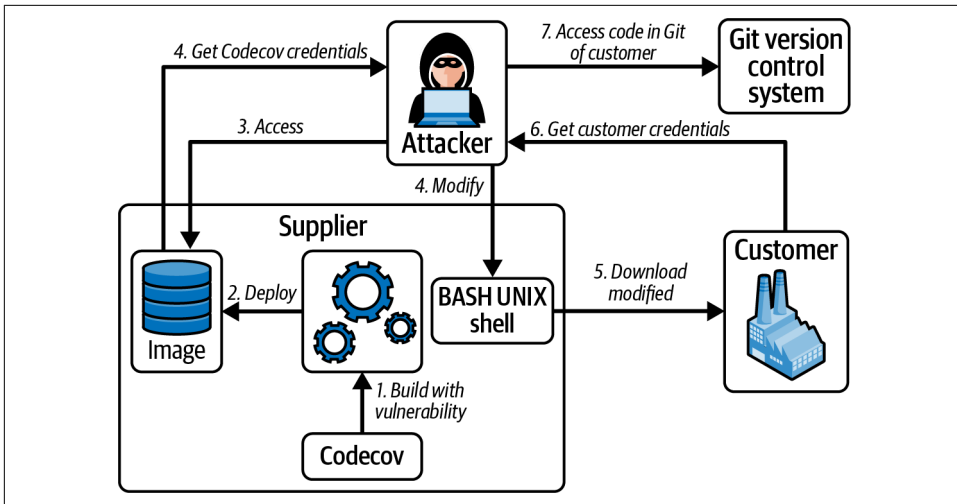 4. Get Codecov credentials
7. Access code in Git
of customer
Git version
control
system
3. Access
Attacker
6. Get customer credentials
4. Modify
Supplier
Customer
2. Deploy
BASH UNIX
shell
5. Download
modified
Image
1. Build with
vulnerability
Codecov